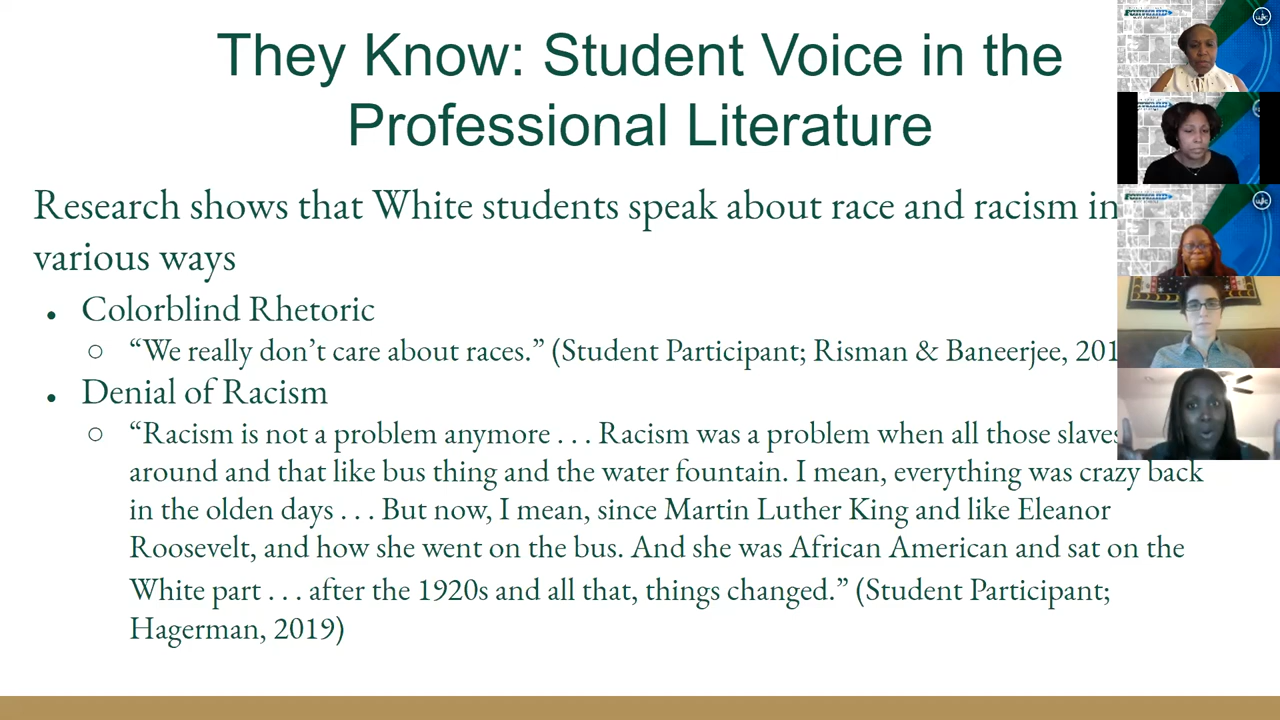 They Know: Student Voice in the
Professional Literature
Research shows that White students speak about race and racism in
various ways
• Colorblind Rhetoric
○ “We really don’t care about races.” (Student Participant; Risman & Baneerjee, 201
• Denial of Racism
○ “Racism is not a problem anymore . . . Racism was a problem when all those slaves
around and that like bus thing and the water fountain. I mean, everything was crazy back
in the olden days . . . But now, I mean, since Martin Luther King and like Eleanor
Roosevelt, and how she went on the bus. And she was African American and sat on the
White part . . . after the 1920s and all that, things changed.” (Student Participant;
Hagerman, 2019)
FORWARD